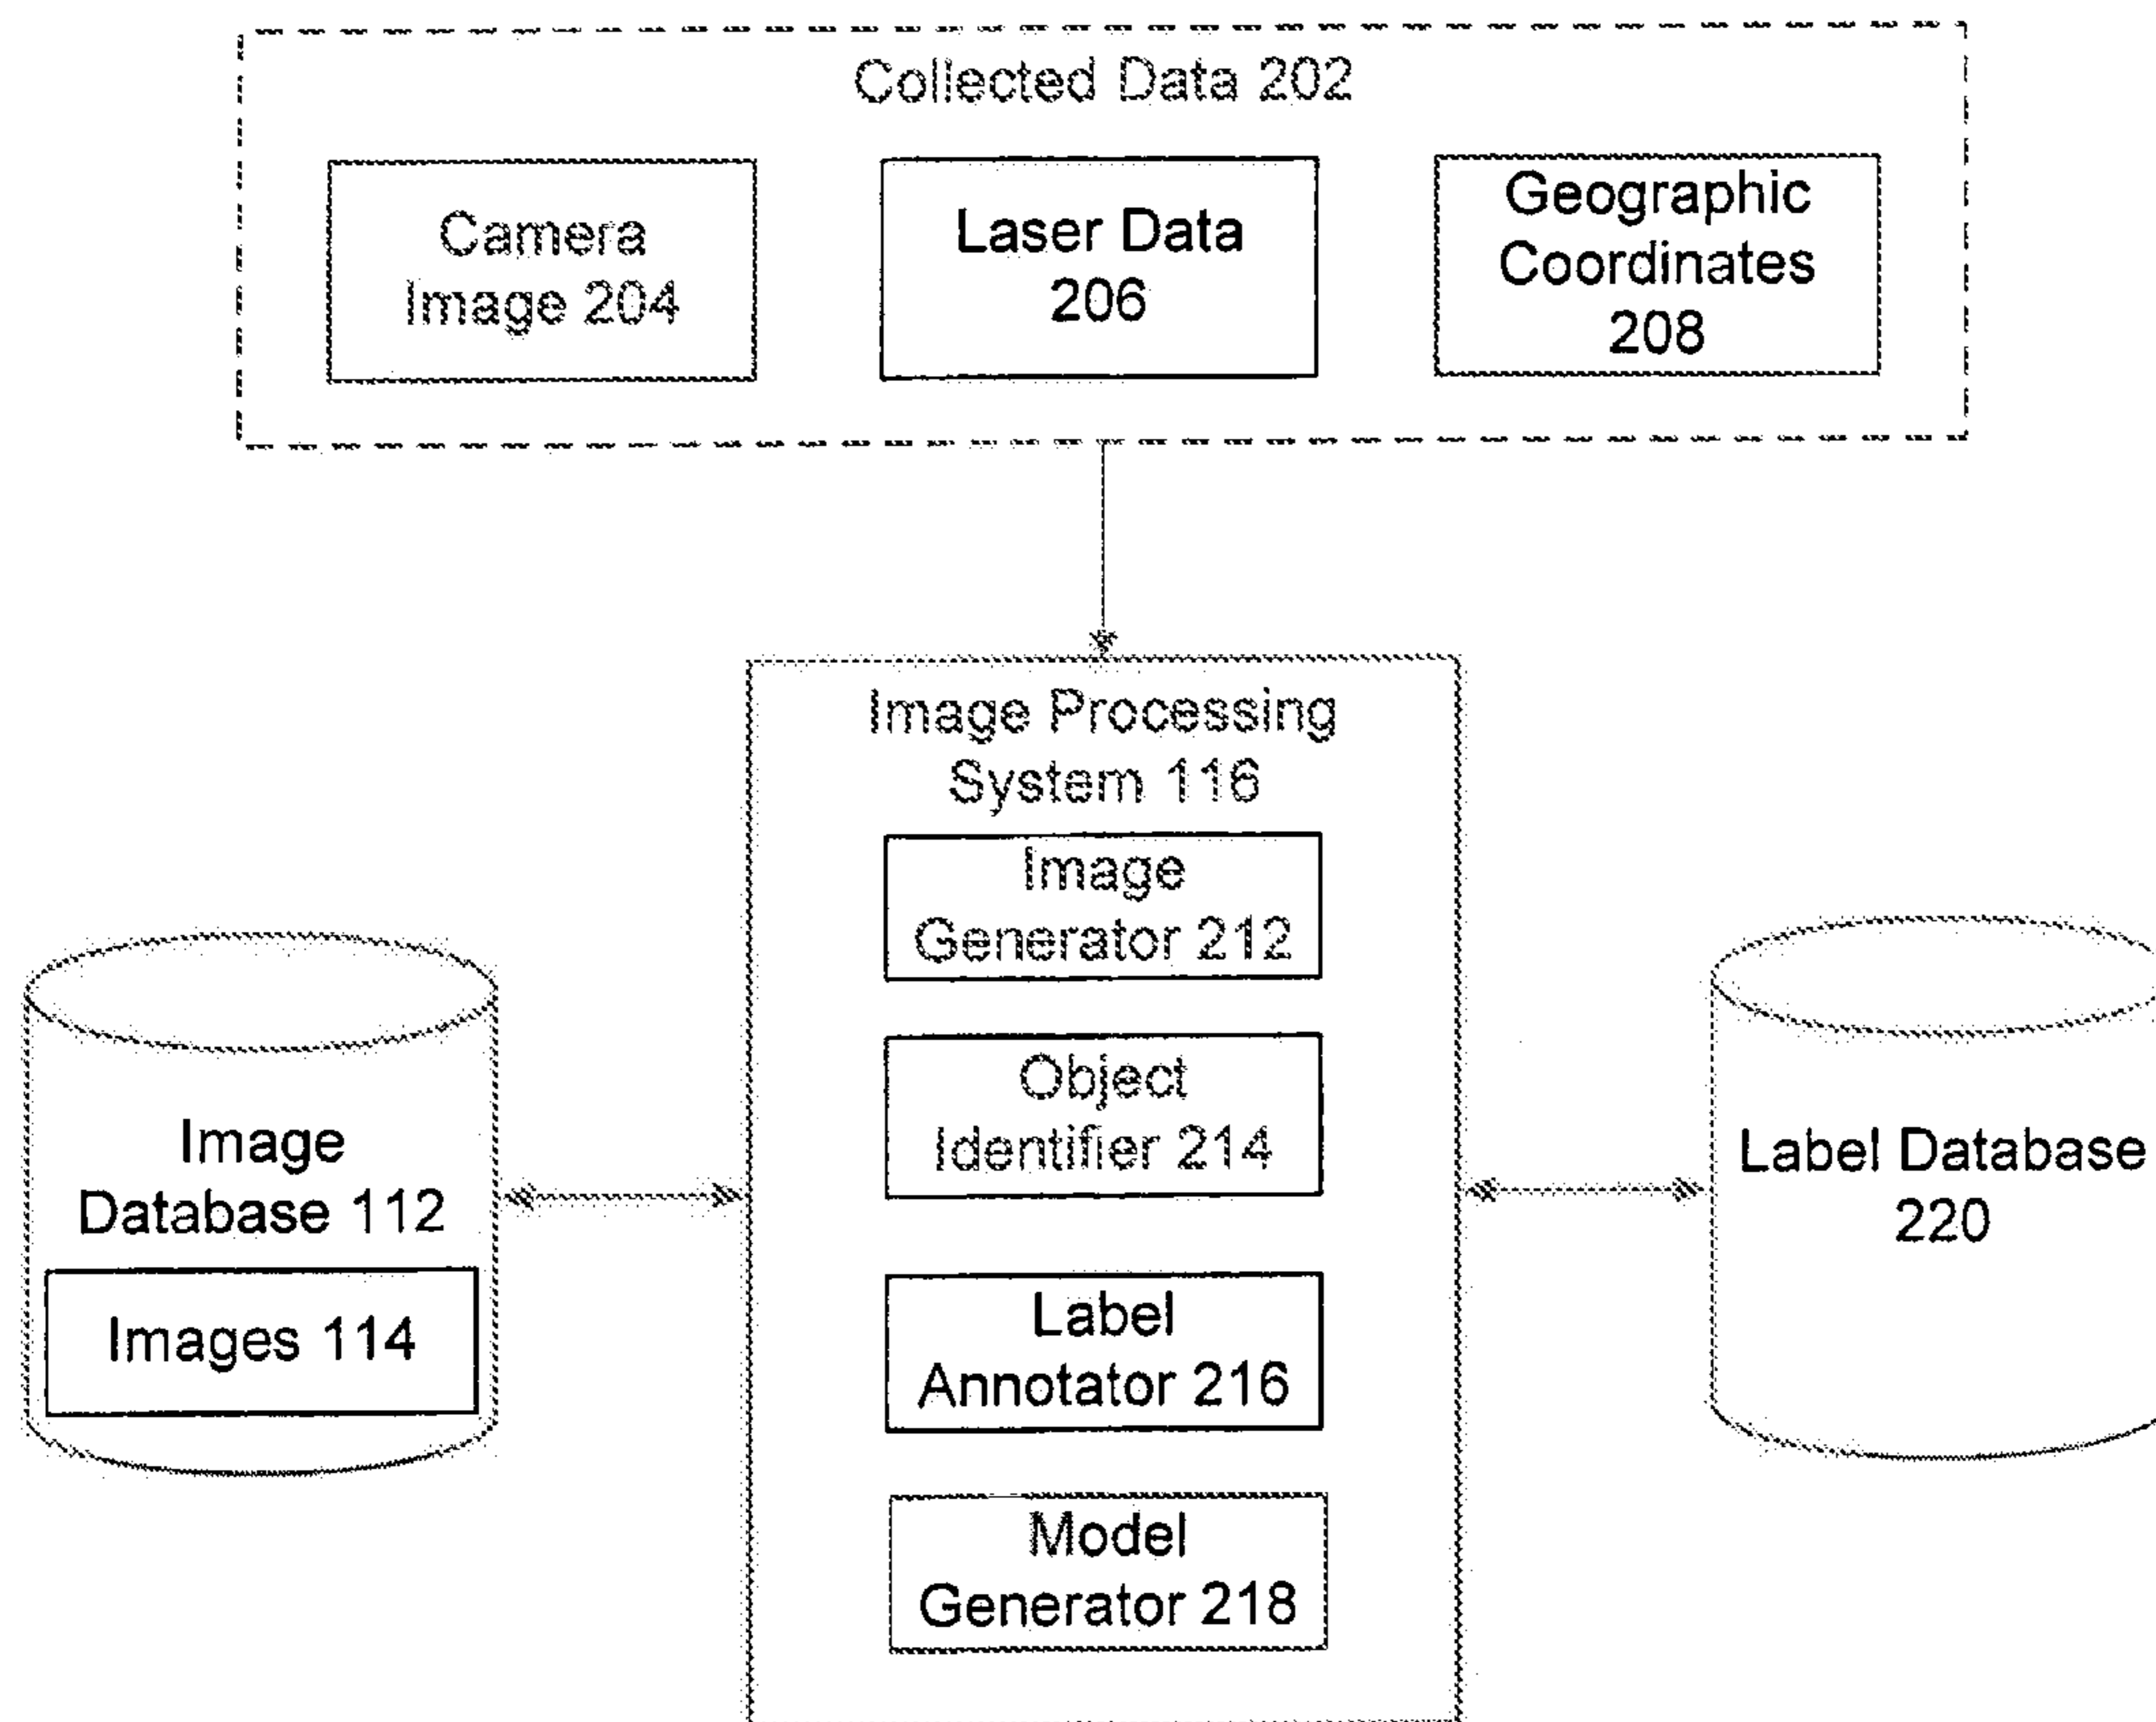 Collected Data 202
Camera
Image 204
Laser Data
206
Geographic
Coordinates
208
Image Processing
System 116
Image
Generator 212
Object
Identifier 214
Label
Annotator 216
Model
Generator 218
Image
Database 112
Images 114
Label Database
220